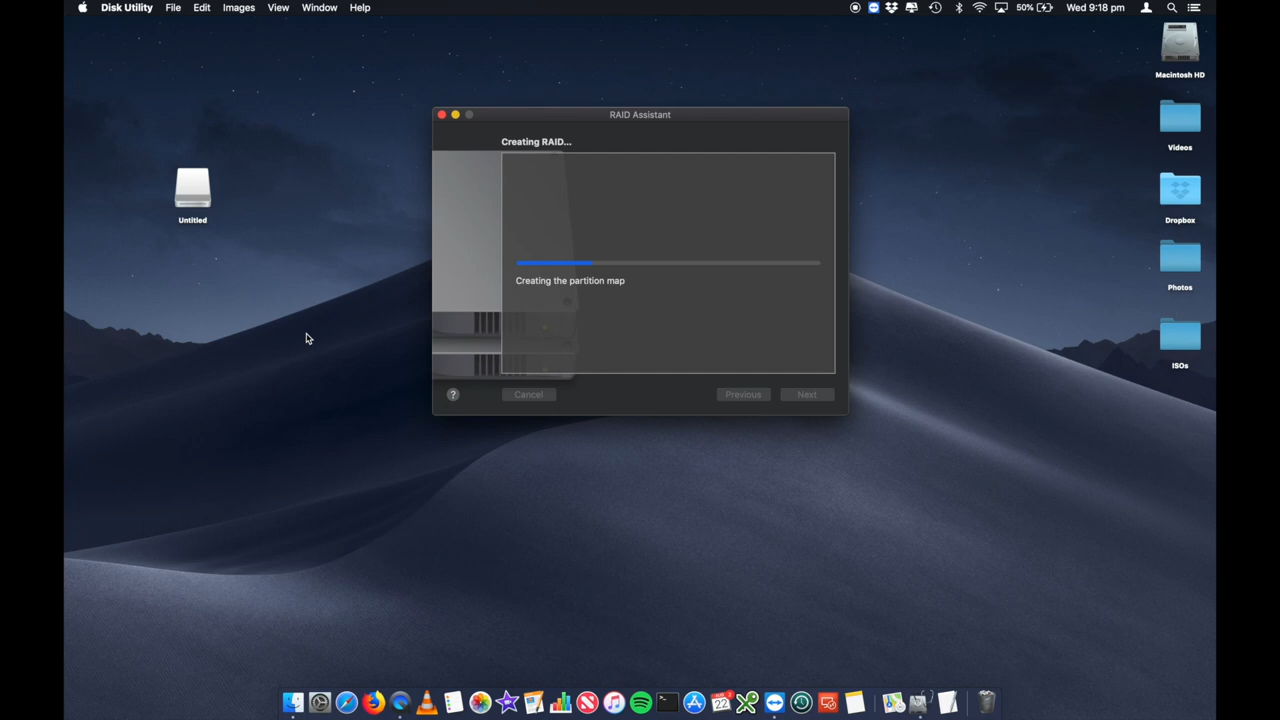 Disk Utility File Edit Images View Window Help 50% Wed 9:18 pm
Macintosh HD
RAID Assistant
Creating RAID...
Videos
Untitled
Dropbox
Creating the partition map
Photos
ISOs
? Cancel Previous Next
22